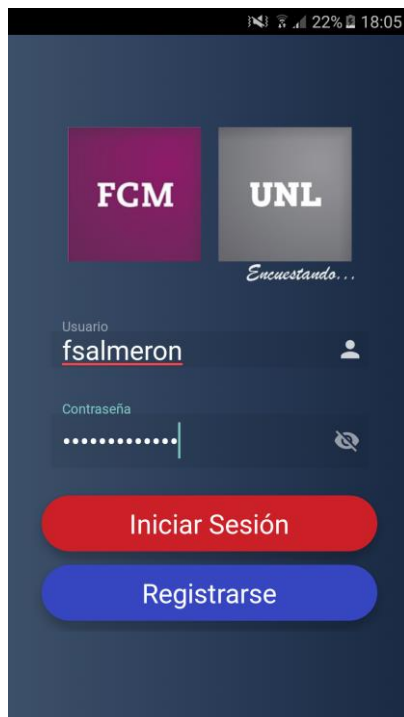 22% 18:05
FCM UNL
Encuestando...
Usuario
fsalmeron
Contraseña
•••••••••••••
Iniciar Sesión
Registrarse